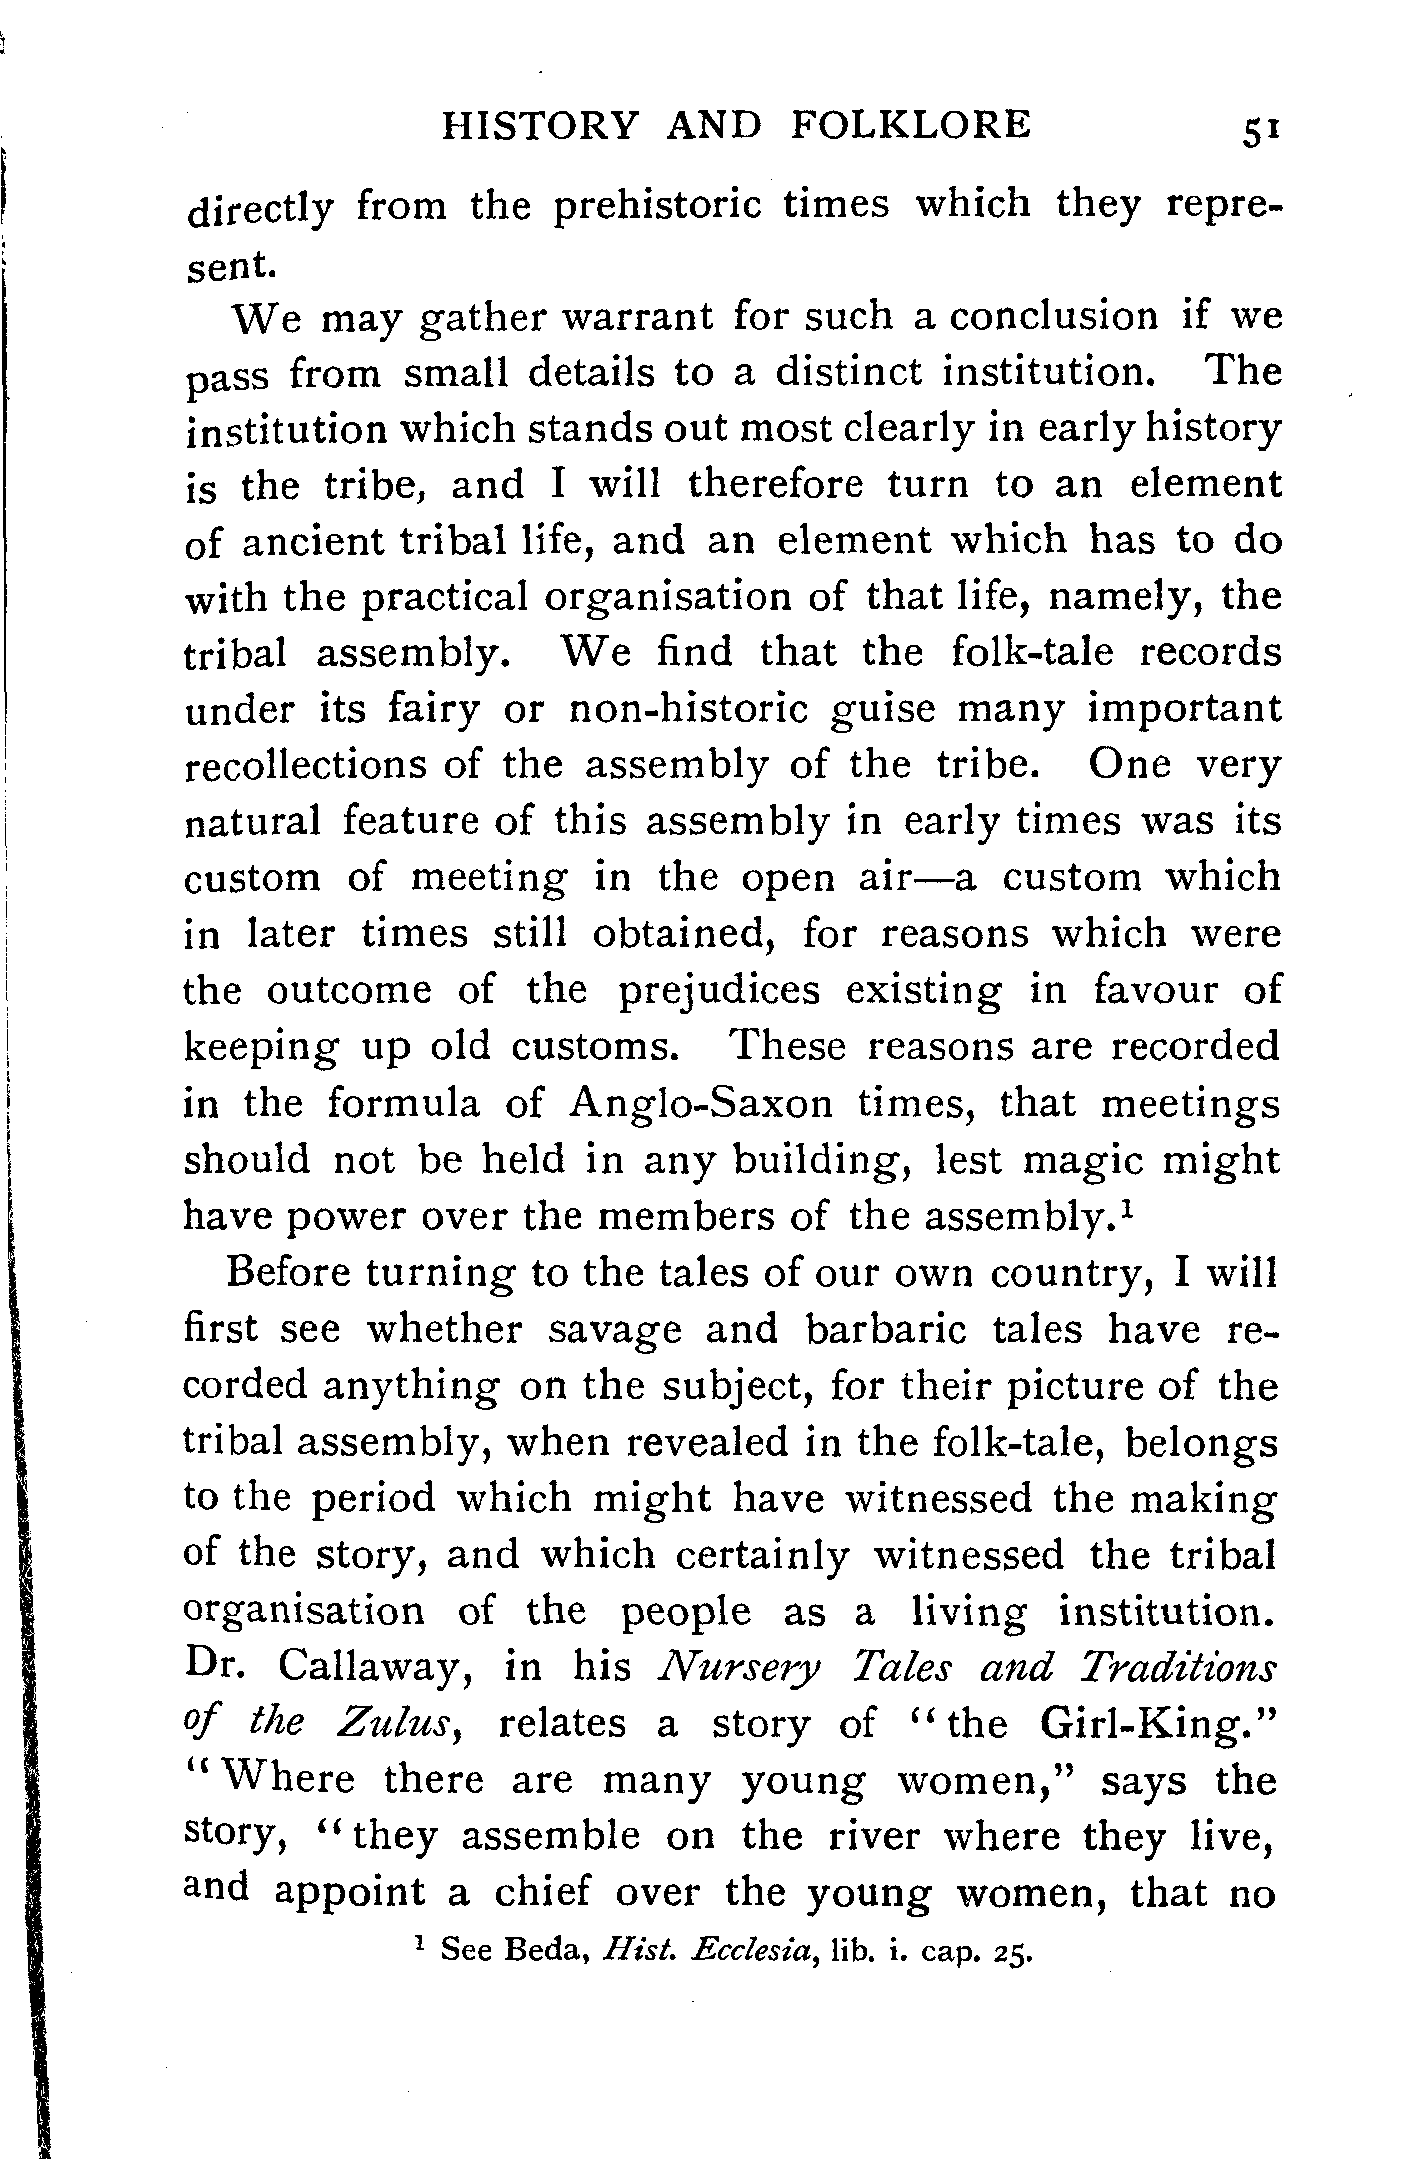 HISTORY AND FOLKLORE 51
directly from the prehistoric times which they repre-
sent.
We may gather warrant for such a conclusion if we
pass from small details to a distinct institution. The
institution which stands out most clearly in early history
is the tribe, and I will therefore turn to an element
of ancient tribal life, and an element which has to do
with the practical organisation of that life, namely, the
tribal assembly. We find that the folk-tale records
under its fairy or non-historic guise many important
recollections of the assembly of the tribe. One very
natural feature of this assembly in early times was its
custom of meeting in the open air—a custom which
in later times still obtained, for reasons which were
the outcome of the prejudices existing in favour of
keeping up old customs. These reasons are recorded
in the formula of Anglo-Saxon times, that meetings
should not be held in any building, lest magic might
have power over the members of the assembly.¹
Before turning to the tales of our own country, I will
first see whether savage and barbaric tales have re-
corded anything on the subject, for their picture of the
tribal assembly, when revealed in the folk-tale, belongs
to the period which might have witnessed the making
of the story, and which certainly witnessed the tribal
organisation of the people as a living institution.
Dr. Callaway, in his Nursery Tales and Traditions
of the Zulus, relates a story of “the Girl-King.”
“Where there are many young women,” says the
story, “they assemble on the river where they live,
and appoint a chief over the young women, that no
¹ See Beda, Hist. Ecclesia, lib. i. cap. 25.